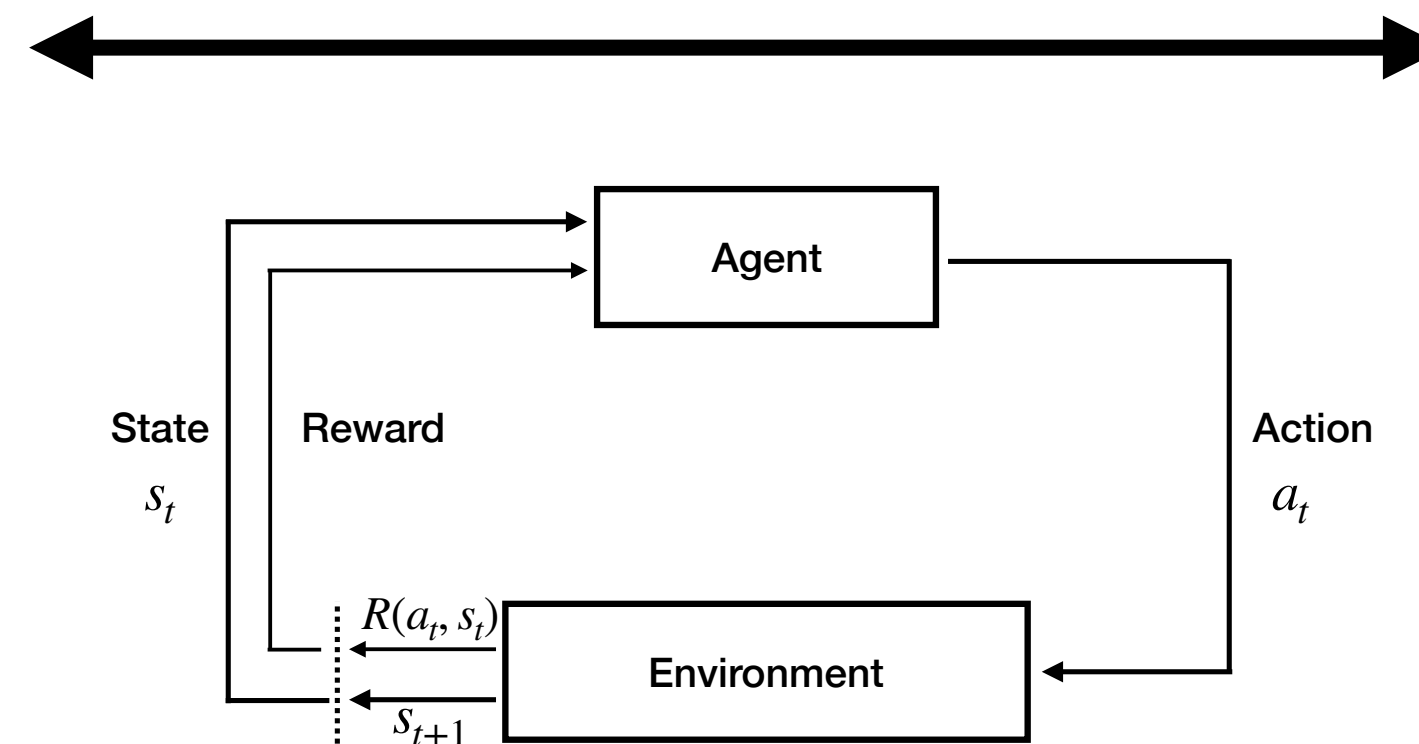 Agent
State
Reward
Action
s_t
a_t
R(a_t, s_t)
Environment
s_{t+1}